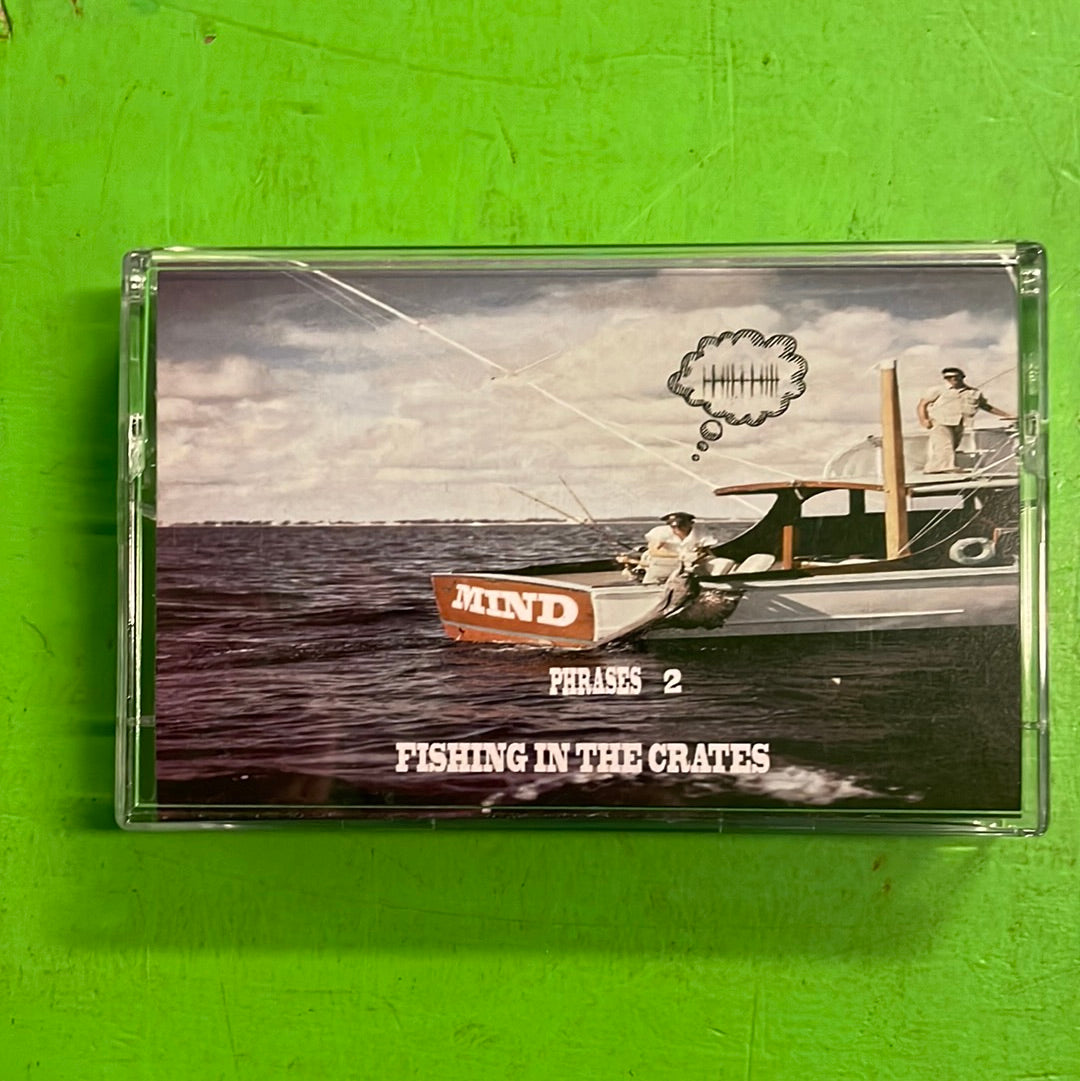 MIND
PHRASES 2
FISHING IN THE CRATES